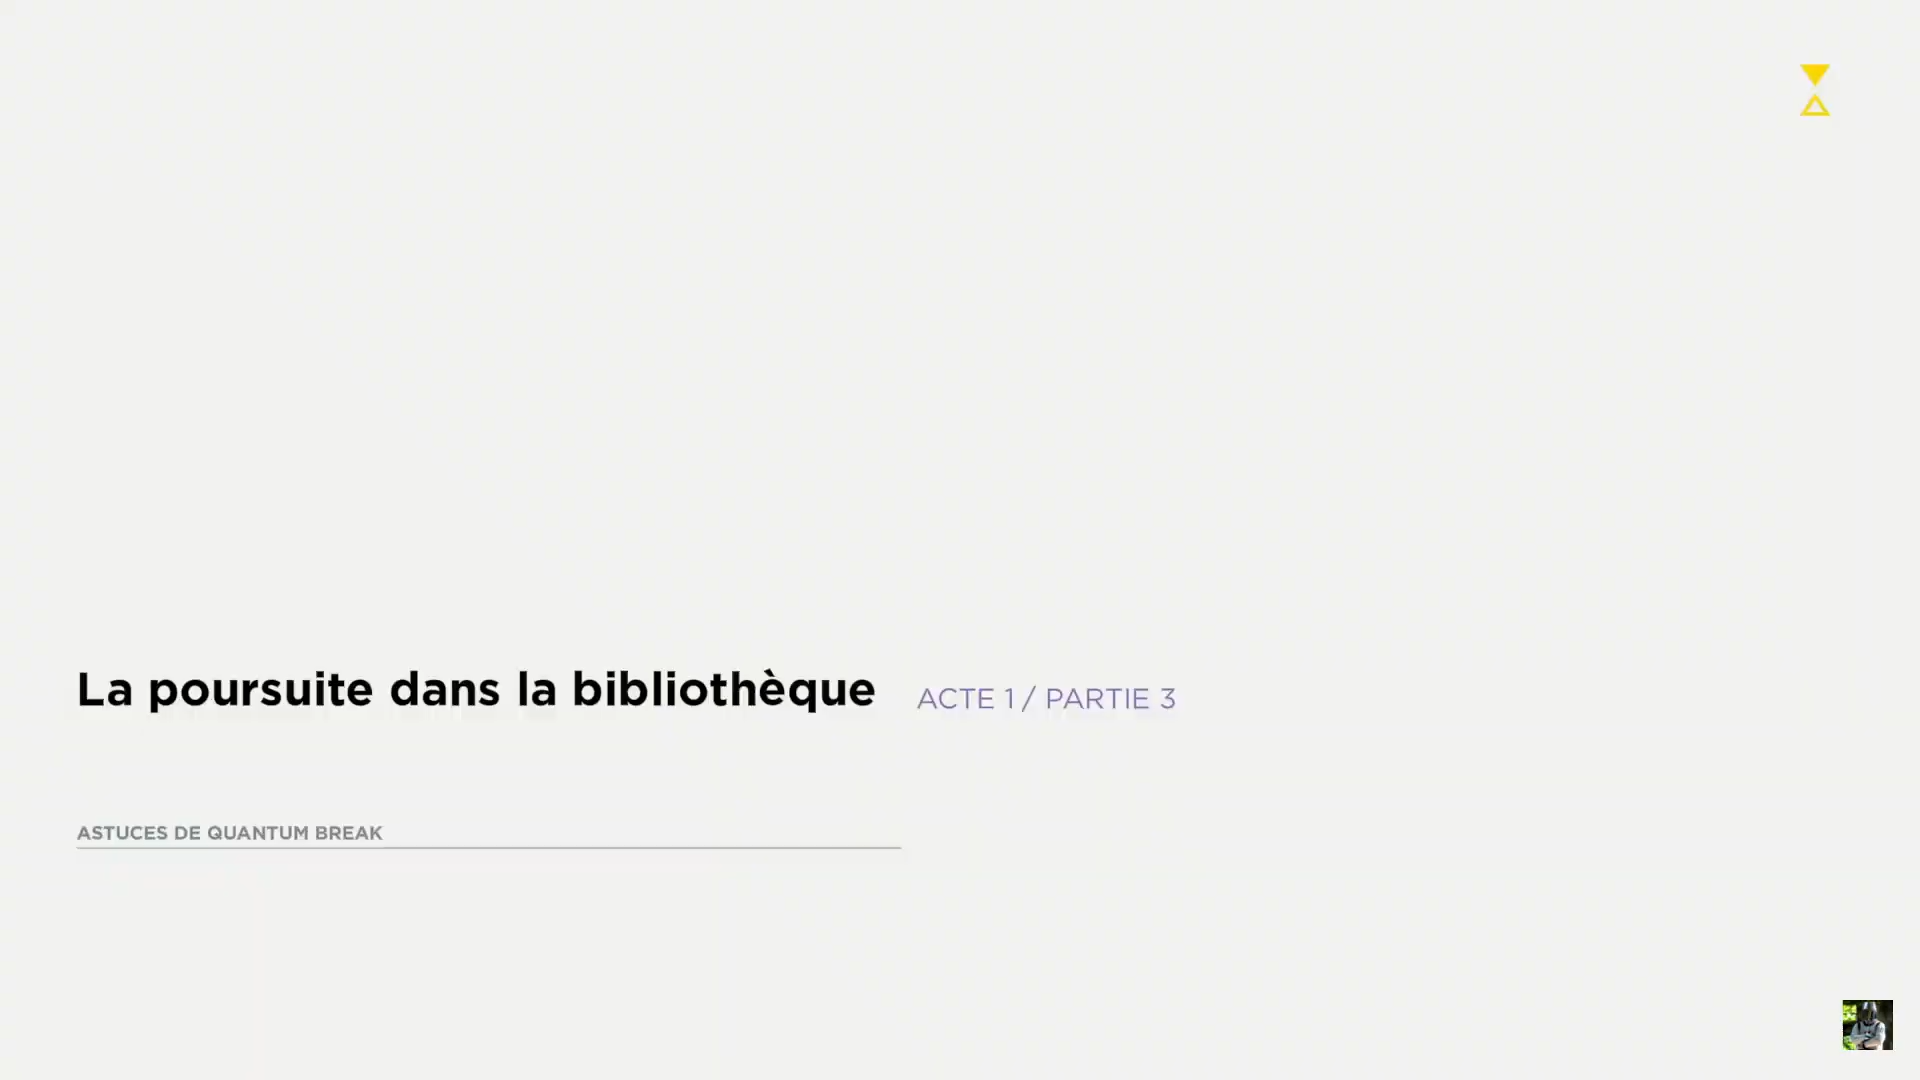 La poursuite dans la bibliothèque ACTE 1 / PARTIE 3
ASTUCES DE QUANTUM BREAK